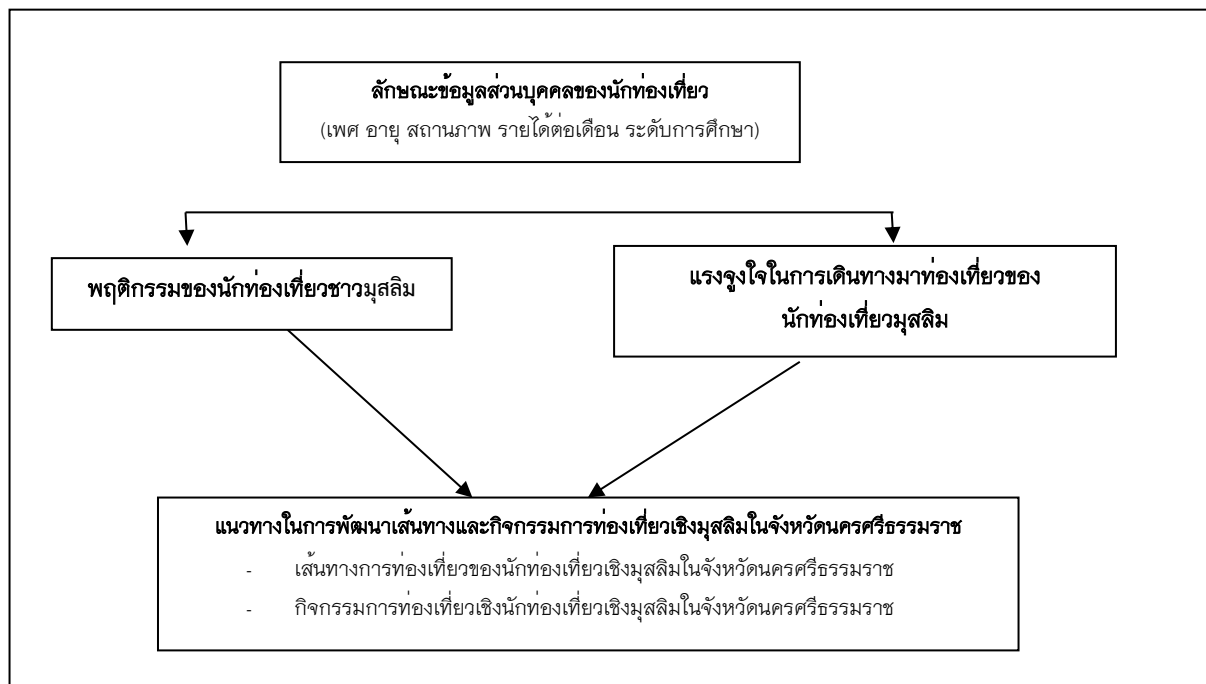 ลักษณะข้อมูลส่วนบุคคลของนักท่องเที่ยว
(เพศ อายุ สถานภาพ รายได้ต่อเดือน ระดับการศึกษา)
พฤติกรรมของนักท่องเที่ยวชาวมุสลิม
แรงจูงใจในการเดินทางมาท่องเที่ยวของ
นักท่องเที่ยวมุสลิม
แนวทางในการพัฒนาเส้นทางและกิจกรรมการท่องเที่ยวเชิงมุสลิมในจังหวัดนครศรีธรรมราช
- เส้นทางการท่องเที่ยวของนักท่องเที่ยวเชิงมุสลิมในจังหวัดนครศรีธรรมราช
- กิจกรรมการท่องเที่ยวเชิงนักท่องเที่ยวเชิงมุสลิมในจังหวัดนครศรีธรรมราช